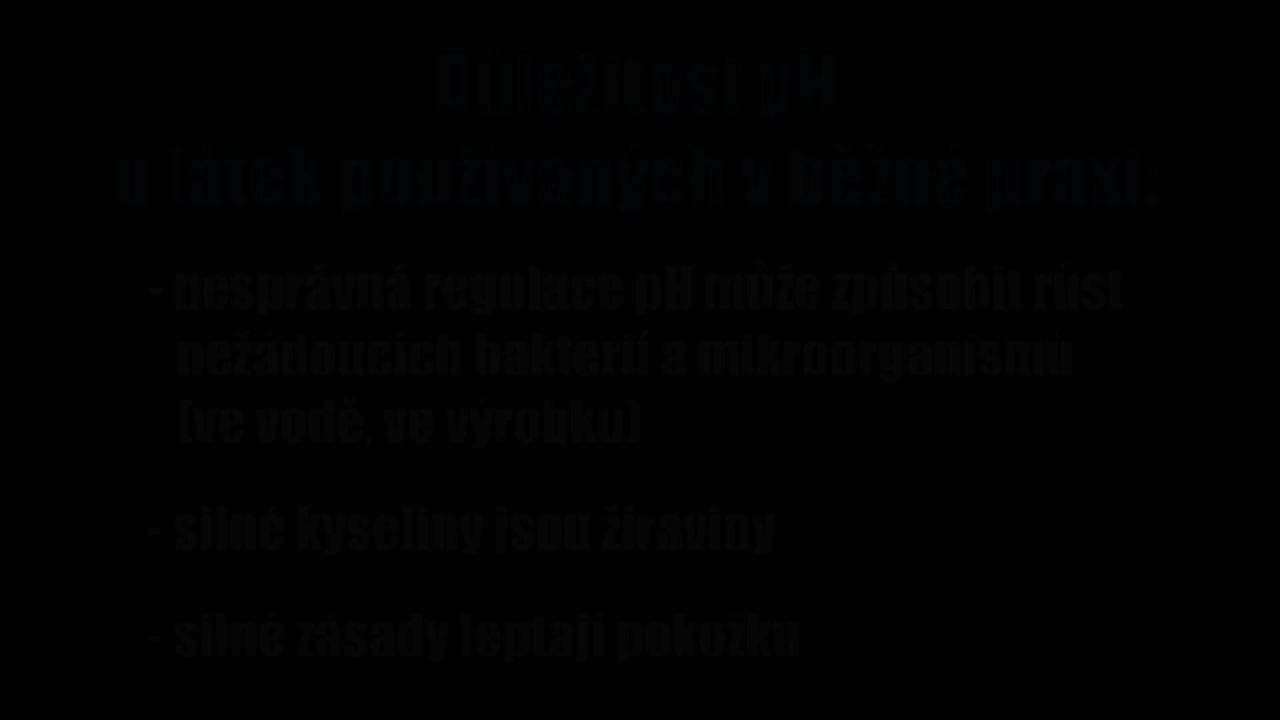 Důležitost pH
u látek používaných v běžné praxi:
- nesprávná regulace pH může způsobit růst
nežádoucích bakterií a mikroorganismů
(ve vodě, ve výrobku)
- silné kyseliny jsou žíraviny
- silné zásady leptají pokožku